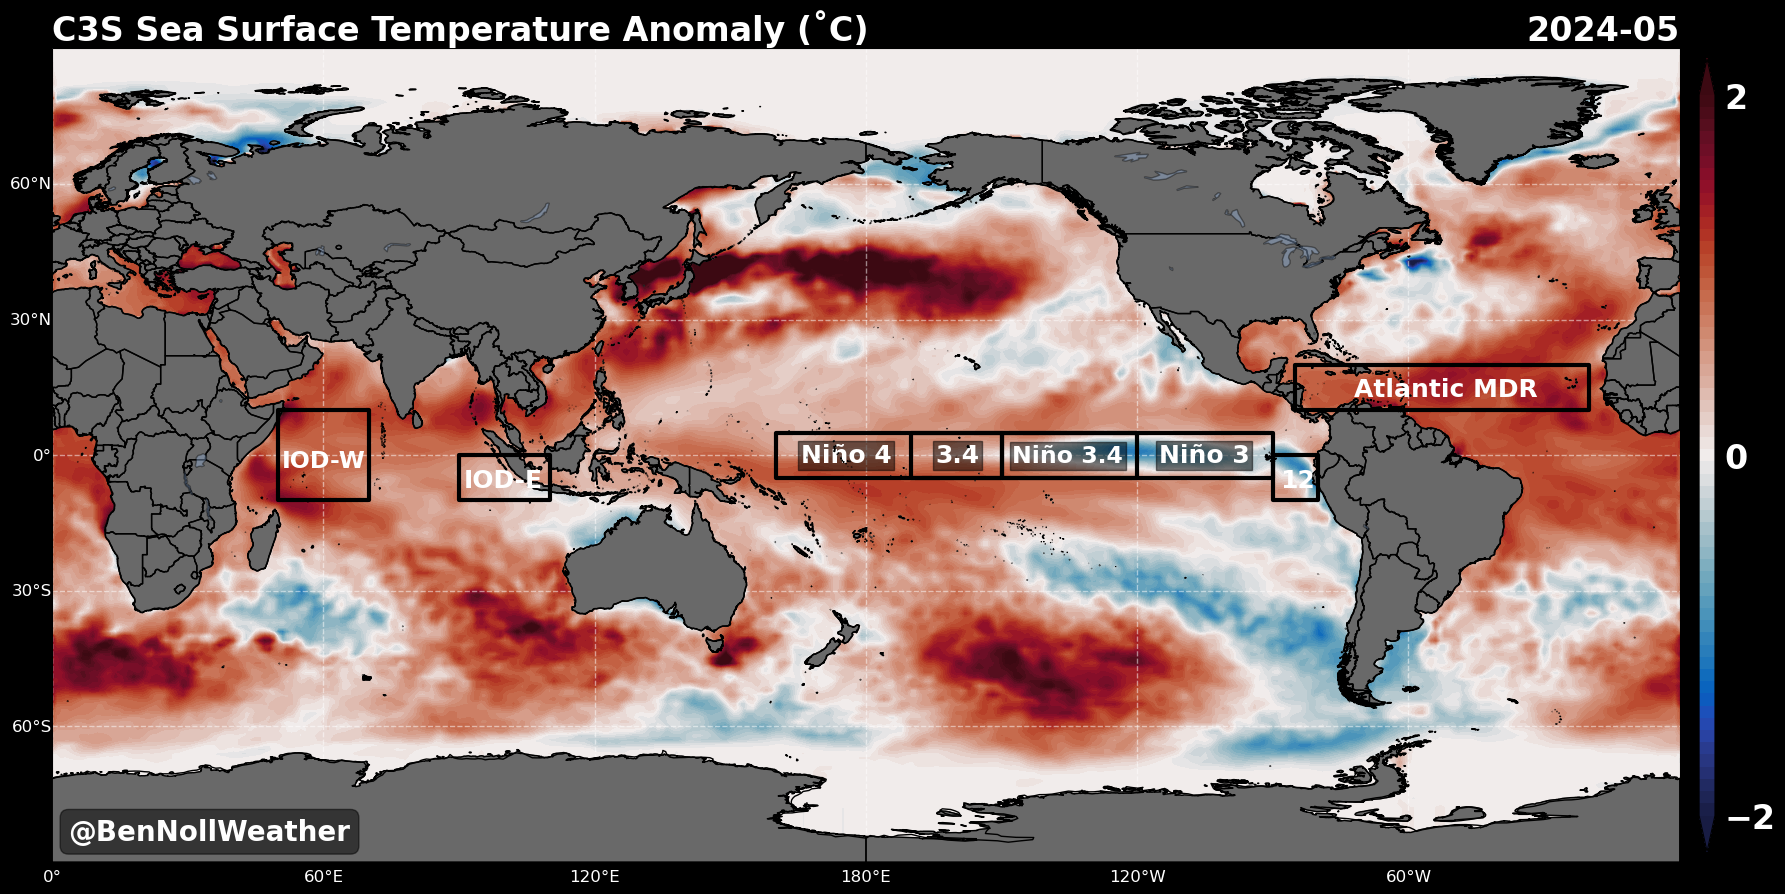 C3S Sea Surface Temperature Anomaly (˚C)
2024-05
2
0
−2
60°N
30°N
0°
30°S
60°S
IOD-W
IOD-E
Niño 4
3.4
Niño 3.4
Niño 3
12
Atlantic MDR
@BenNollWeather
0°
60°E
120°E
180°E
120°W
60°W